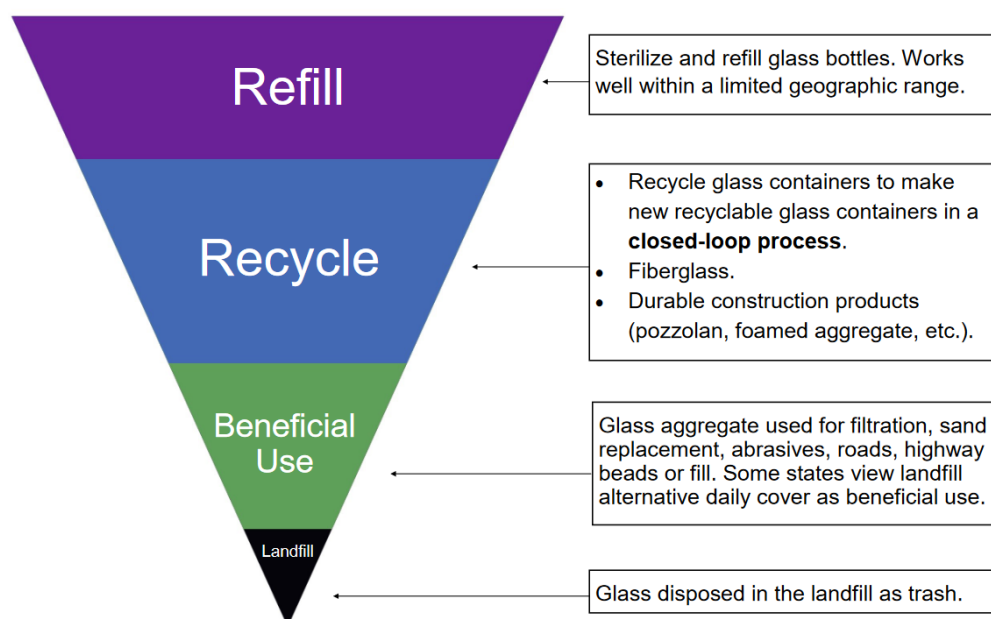 Refill
Sterilize and refill glass bottles. Works
well within a limited geographic range.
Recycle
• Recycle glass containers to make
new recyclable glass containers in a
closed-loop process.
• Fiberglass.
• Durable construction products
(pozzolan, foamed aggregate, etc.).
Beneficial
Use
Glass aggregate used for filtration, sand
replacement, abrasives, roads, highway
beads or fill. Some states view landfill
alternative daily cover as beneficial use.
Landfill
Glass disposed in the landfill as trash.